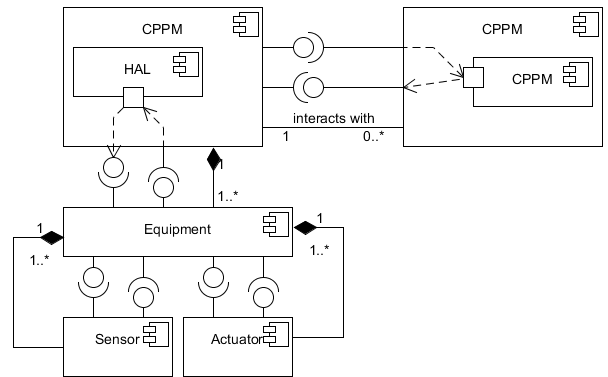 CPPM
CPPM
HAL
CPPM
interacts with
1
0..*
1
1..*
1
Equipment
1
1..*
1..*
Sensor
Actuator